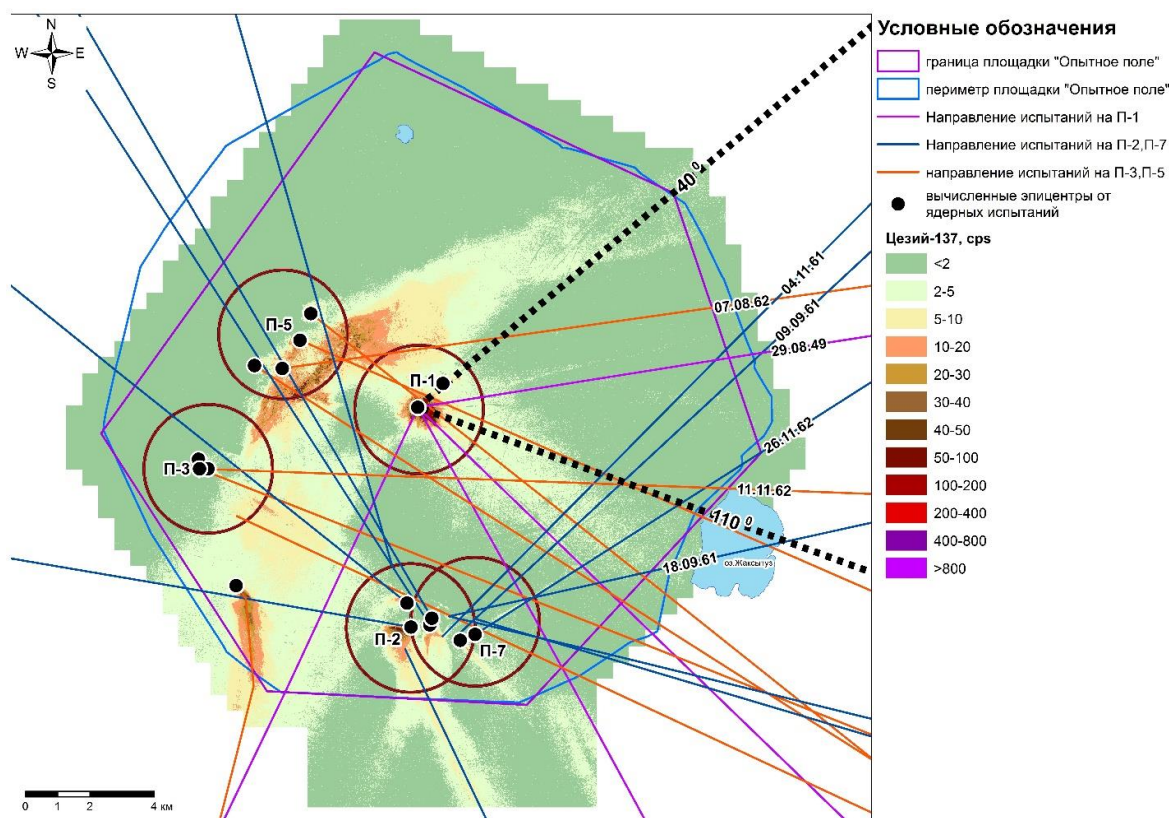 N
W E
S
40 0
04:11:61
09.09.61
07.08.62
29:08:49
П-5
П-1
26:11:62
П-3
11.11.62
110 0
18.09.61
оз.Жаксытуз
П-2
П-7
0 1 2 4 км
Условные обозначения
граница площадки "Опытное поле"
периметр площадки "Опытное поле"
Направление испытаний на П-1
Направление испытаний на П-2,П-7
направление испытаний на П-3,П-5
вычисленные эпицентры от
ядерных испытаний
Цезий-137, cps
<2
2-5
5-10
10-20
20-30
30-40
40-50
50-100
100-200
200-400
400-800
>800